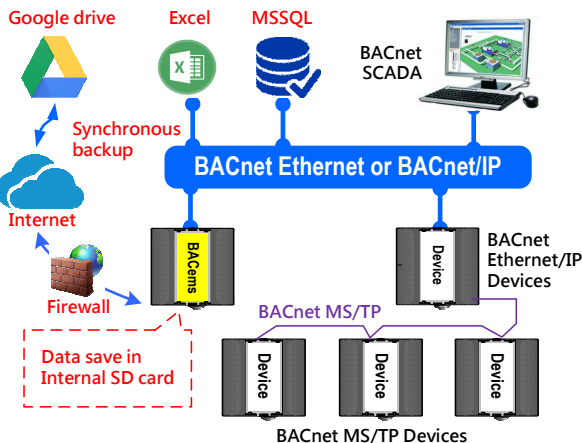 Google drive
Excel
MSSQL
BACnet
SCADA
Synchronous
backup
BACnet Ethernet or BACnet/IP
Internet
BACems
Device
BACnet
Ethernet/IP
Devices
Firewall
BACnet MS/TP
Data save in
Internal SD card
Device
Device
Device
BACnet MS/TP Devices